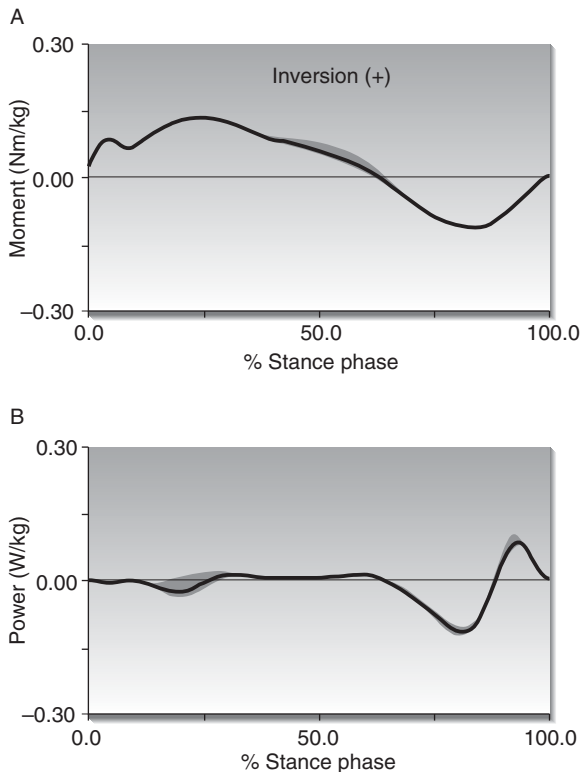 A
0.30
Inversion (+)
Moment (Nm/kg)
0.00
–0.30
0.0
50.0
100.0
% Stance phase
B
0.30
Power (W/kg)
0.00
–0.30
0.0
50.0
100.0
% Stance phase